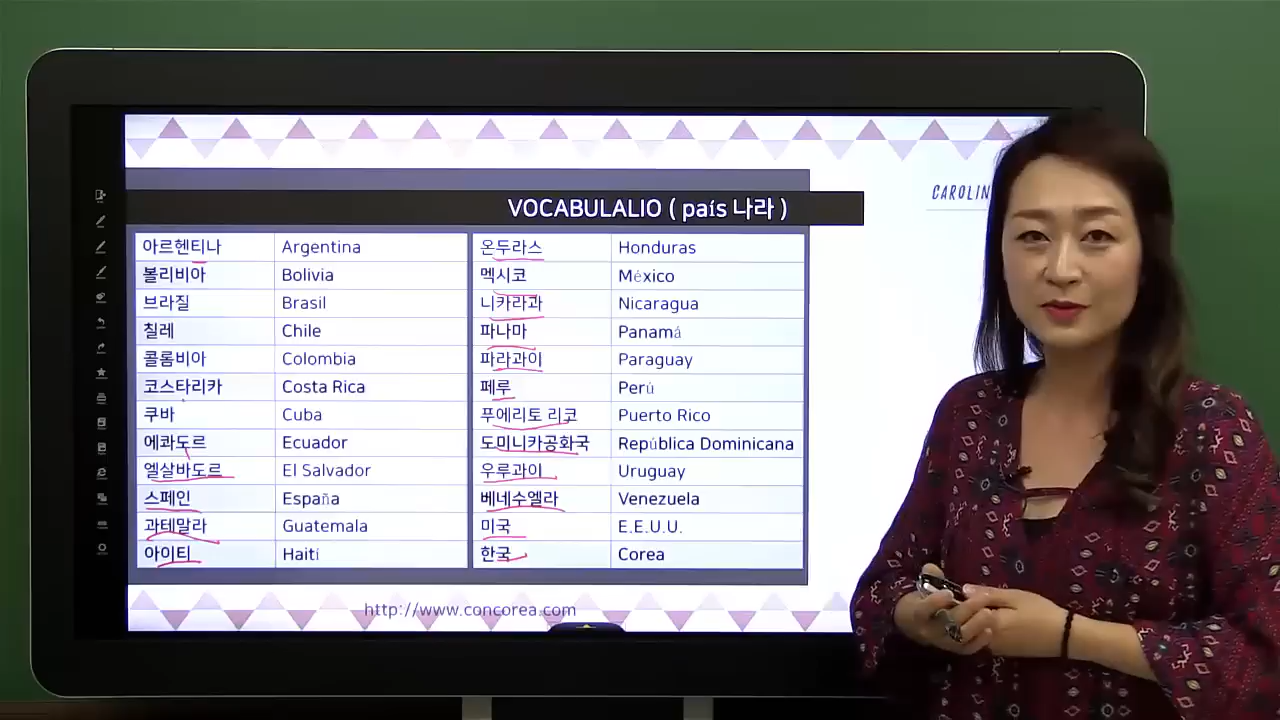 CAROLIN
VOCABULALIO ( país 나라 )
아르헨티나 Argentina
볼리비아 Bolivia
브라질 Brasil
칠레 Chile
콜롬비아 Colombia
코스타리카 Costa Rica
쿠바 Cuba
에콰도르 Ecuador
엘살바도르 El Salvador
스페인 España
과테말라 Guatemala
아이티 Haití
온두라스 Honduras
멕시코 México
니카라과 Nicaragua
파나마 Panamá
파라과이 Paraguay
페루 Perú
푸에리토 리코 Puerto Rico
도미니카공화국 República Dominicana
우루과이 Uruguay
베네수엘라 Venezuela
미국 E.E.U.U.
한국 Corea
http://www.concorea.com